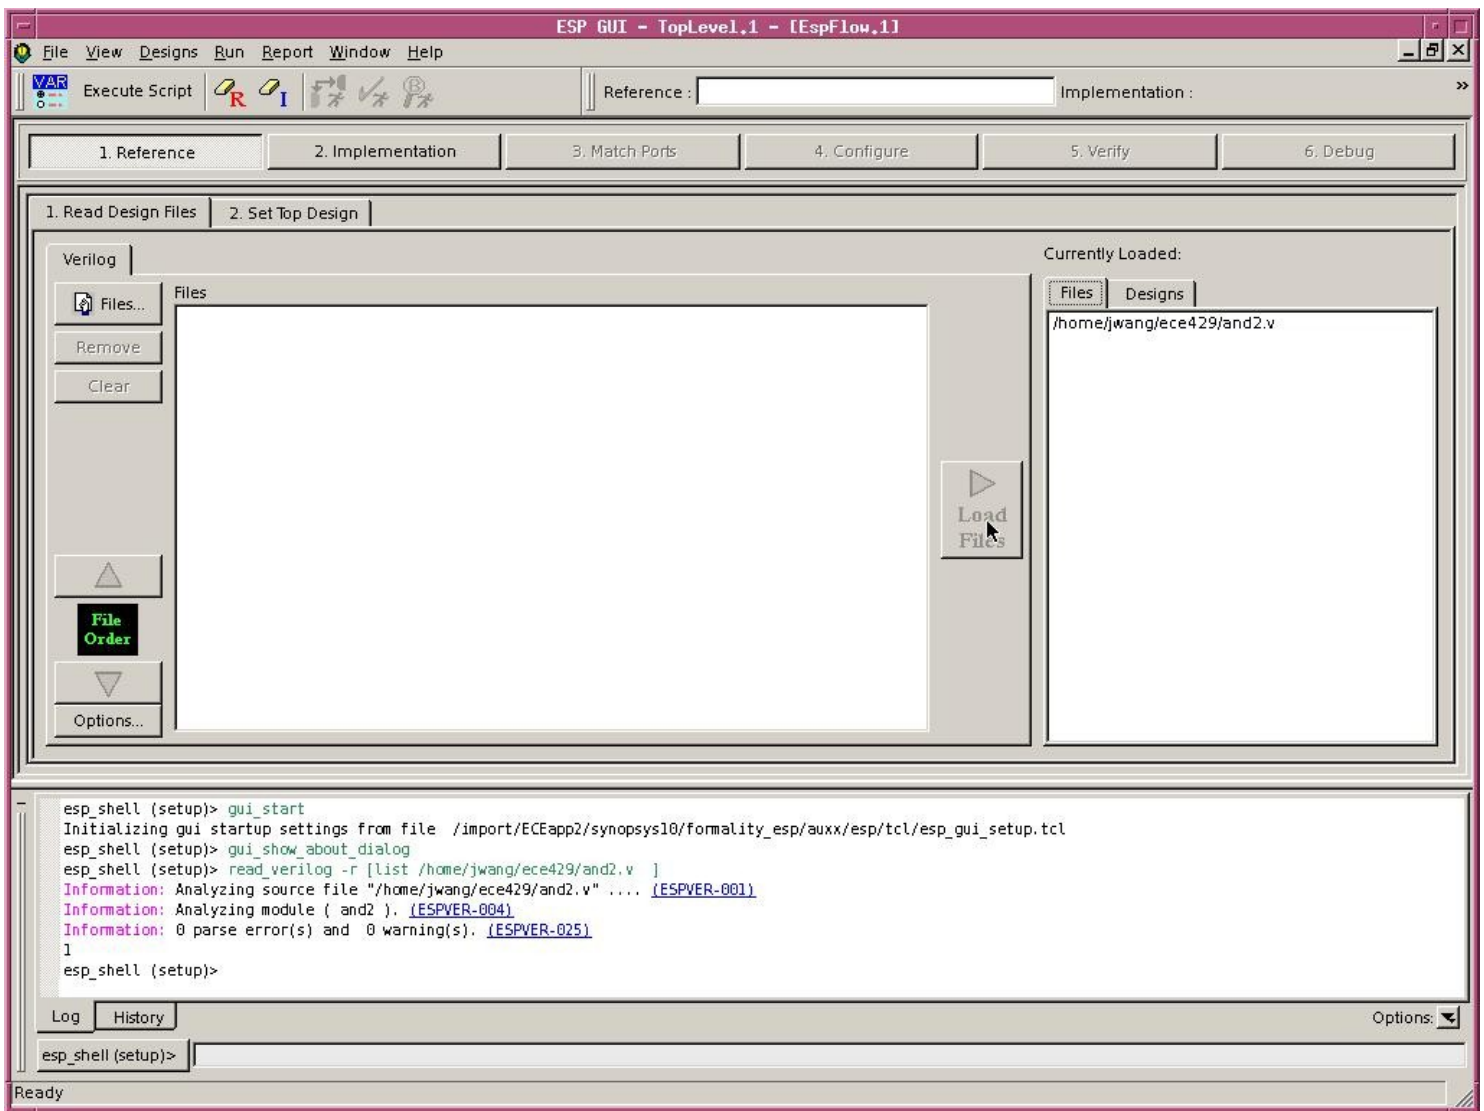 ESP GUI - TopLevel.1 - [EspFlow.1]
File View Designs Run Report Window Help
VAR Execute Script R I R Reference : Implementation : »
1. Reference 2. Implementation 3. Match Ports 4. Configure 5. Verify 6. Debug
1. Read Design Files 2. Set Top Design
Verilog
Currently Loaded:
Files...
Files
Files Designs
/home/jwang/ece429/and2.v
Remove
Clear
Load
Files
File
Order
Options...
esp_shell (setup)> gui_start
Initializing gui startup settings from file /import/ECEapp2/synopsys10/formality_esp/auxx/esp/tcl/esp_gui_setup.tcl
esp_shell (setup)> gui_show_about_dialog
esp_shell (setup)> read_verilog -r [list /home/jwang/ece429/and2.v ]
Information: Analyzing source file "/home/jwang/ece429/and2.v" .... (ESPVER-001)
Information: Analyzing module ( and2 ). (ESPVER-004)
Information: 0 parse error(s) and 0 warning(s). (ESPVER-025)
1
esp_shell (setup)>
Log History Options:
esp_shell (setup)>
Ready